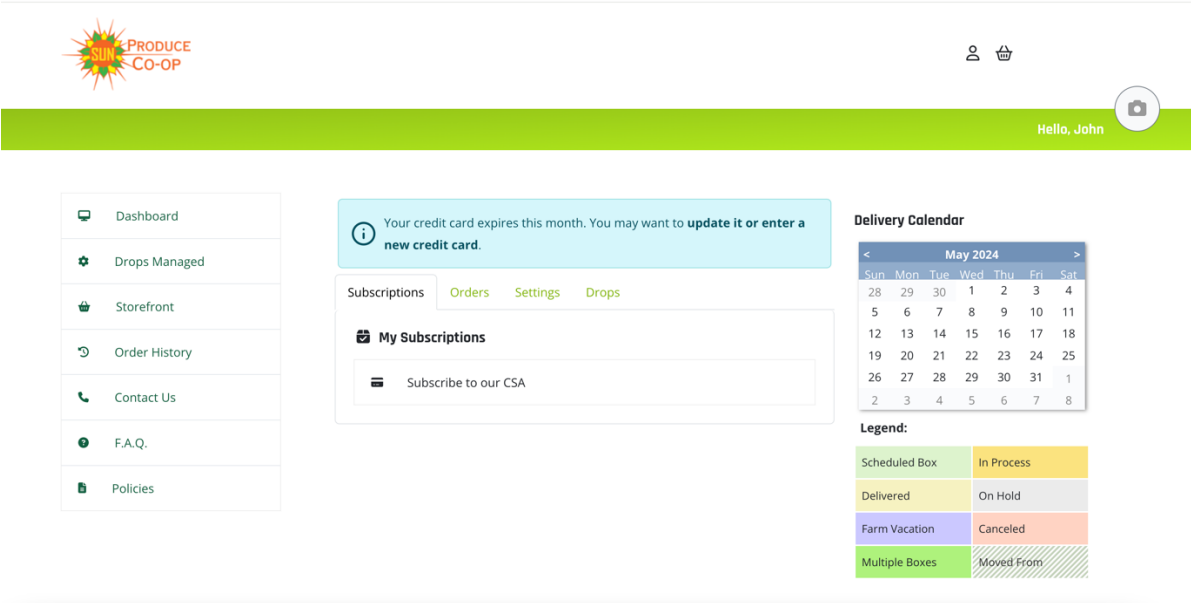 SUN
PRODUCE
CO-OP
Hello, John
Dashboard
Drops Managed
Storefront
Order History
Contact Us
F.A.Q.
Policies
Your credit card expires this month. You may want to update it or enter a
new credit card.
Subscriptions Orders Settings Drops
My Subscriptions
Subscribe to our CSA
Delivery Calendar
< May 2024 >
Sun Mon Tue Wed Thu Fri Sat
28 29 30 1 2 3 4
5 6 7 8 9 10 11
12 13 14 15 16 17 18
19 20 21 22 23 24 25
26 27 28 29 30 31 1
2 3 4 5 6 7 8
Legend:
Scheduled Box In Process
Delivered On Hold
Farm Vacation Canceled
Multiple Boxes Moved From